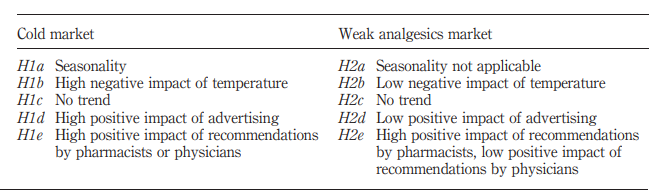 Cold market Weak analgesics market
H1a Seasonality H2a Seasonality not applicable
H1b High negative impact of temperature H2b Low negative impact of temperature
H1c No trend H2c No trend
H1d High positive impact of advertising H2d Low positive impact of advertising
H1e High positive impact of recommendations H2e High positive impact of recommendations
by pharmacists or physicians by pharmacists, low positive impact of
recommendations by physicians